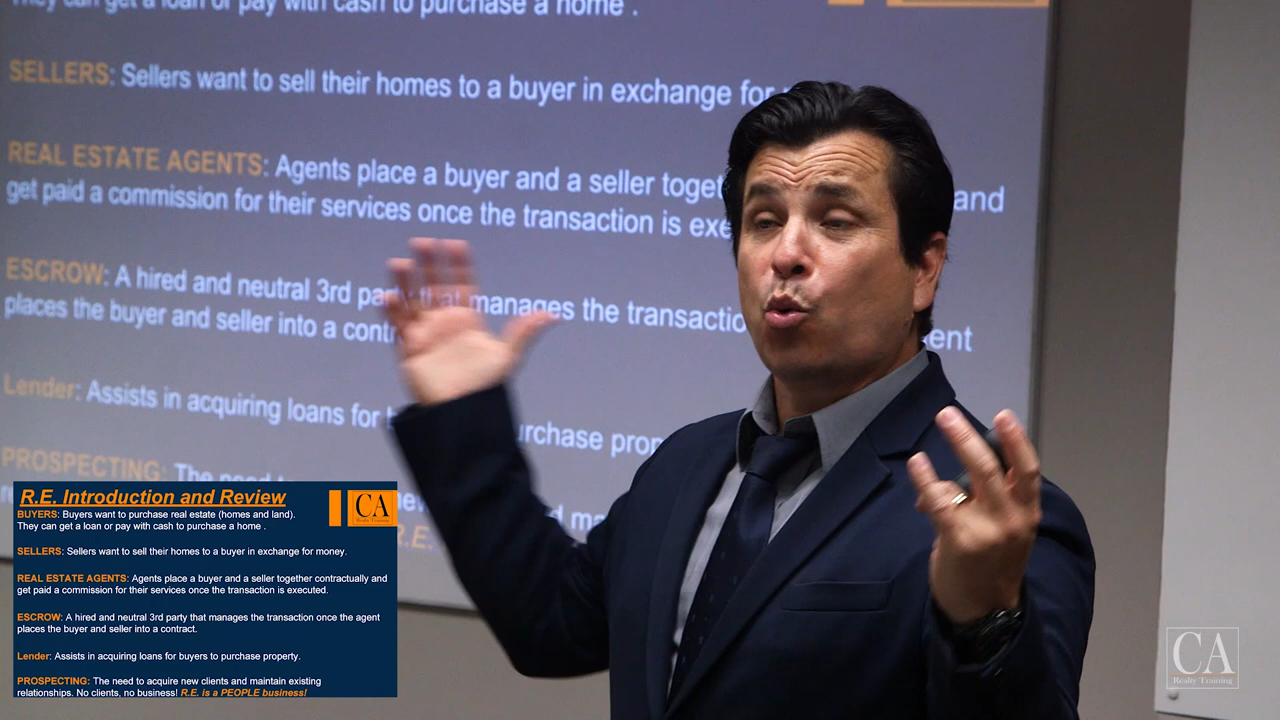 They can get a loan or pay with cash to purchase a home .
SELLERS: Sellers want to sell their homes to a buyer in exchange for
REAL ESTATE AGENTS: Agents place a buyer and a seller and
get paid a commission for their services once the transaction is
ESCROW: A hired and neutral 3rd that manages the
places the buyer and seller into a
Lender: Assists in acquiring loans for
PROSPECTING: The need
R.E.
R.E. Introduction and Review
CA
Realty Training
BUYERS: Buyers want to purchase real estate (homes and land).
They can get a loan or pay with cash to purchase a home .
SELLERS: Sellers want to sell their homes to a buyer in exchange for money.
REAL ESTATE AGENTS: Agents place a buyer and a seller together contractually and
get paid a commission for their services once the transaction is executed.
ESCROW: A hired and neutral 3rd party that manages the transaction once the agent
places the buyer and seller into a contract.
Lender: Assists in acquiring loans for buyers to purchase property.
PROSPECTING: The need to acquire new clients and maintain existing
relationships. No clients, no business! R.E. is a PEOPLE business!
CA
Realty Training